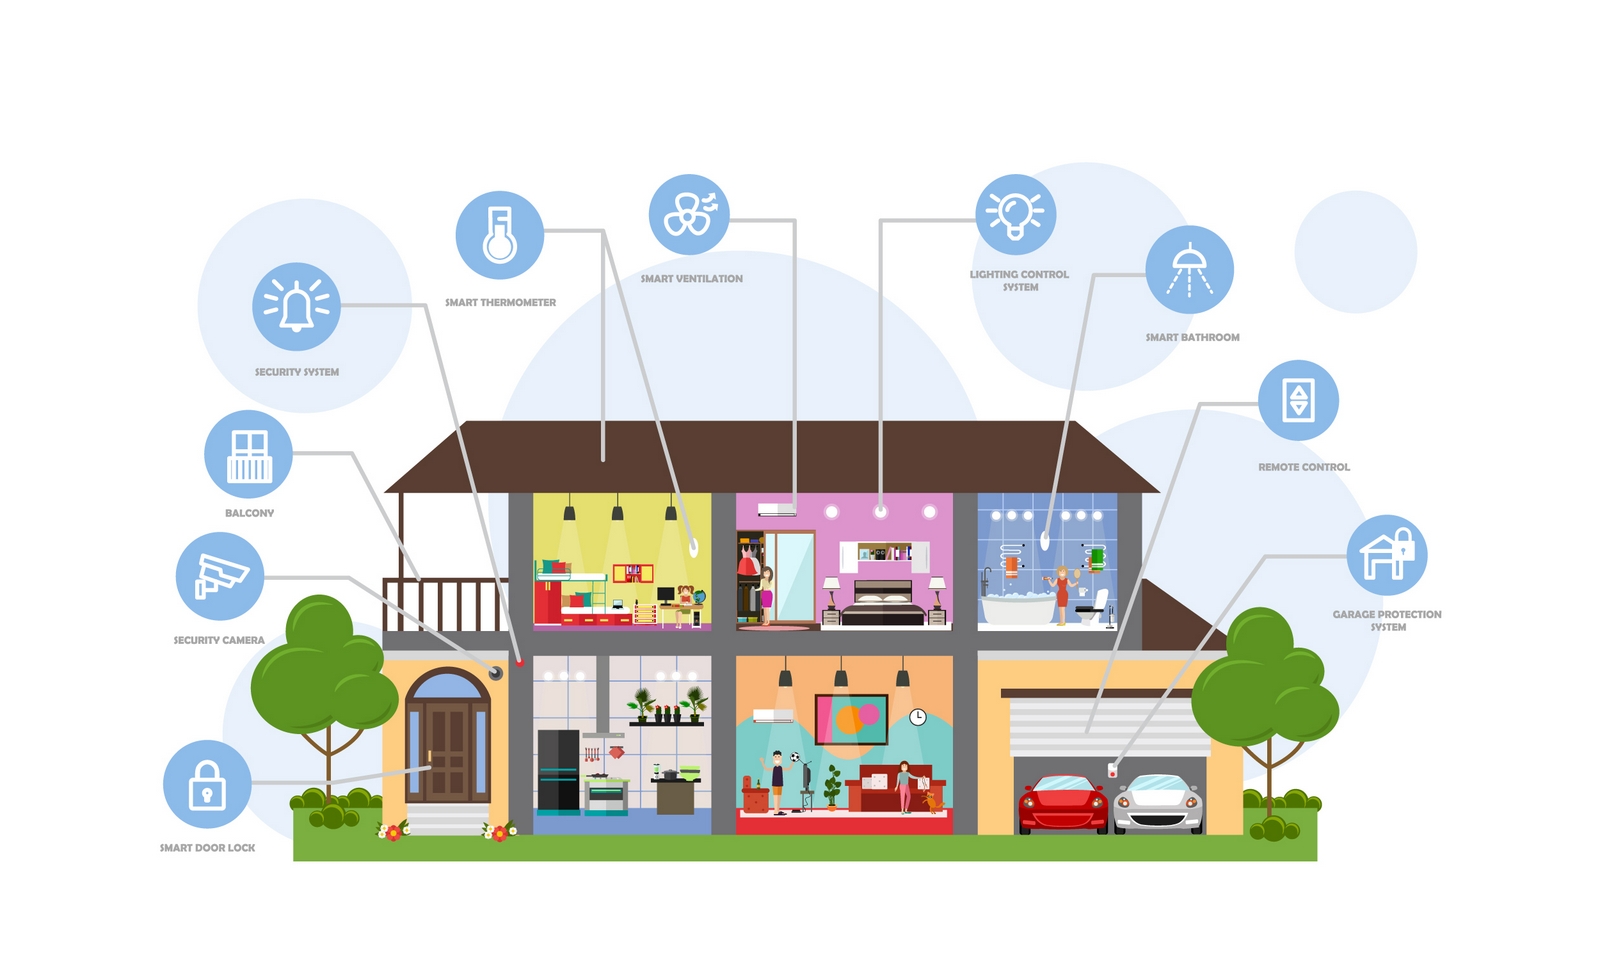 SMART VENTILATION
LIGHTING CONTROL
SYSTEM
SMART THERMOMETER
SMART BATHROOM
SECURITY SYSTEM
REMOTE CONTROL
BALCONY
GARAGE PROTECTION
SYSTEM
SECURITY CAMERA
SMART DOOR LOCK